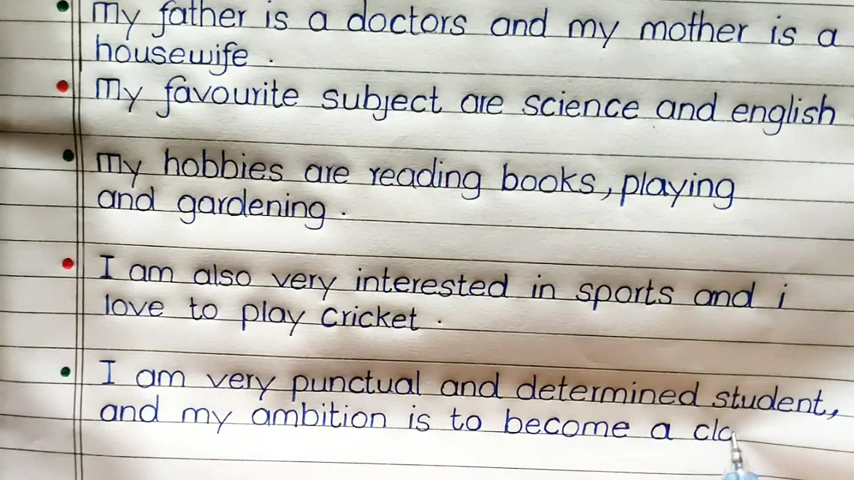 my father is a doctors and my mother is a
housewife .
my favourite subject are science and english
my hobbies are reading books, playing
and gardening .
I am also very interested in sports and i
love to play cricket .
I am very punctual and determined student,
and my ambition is to become a